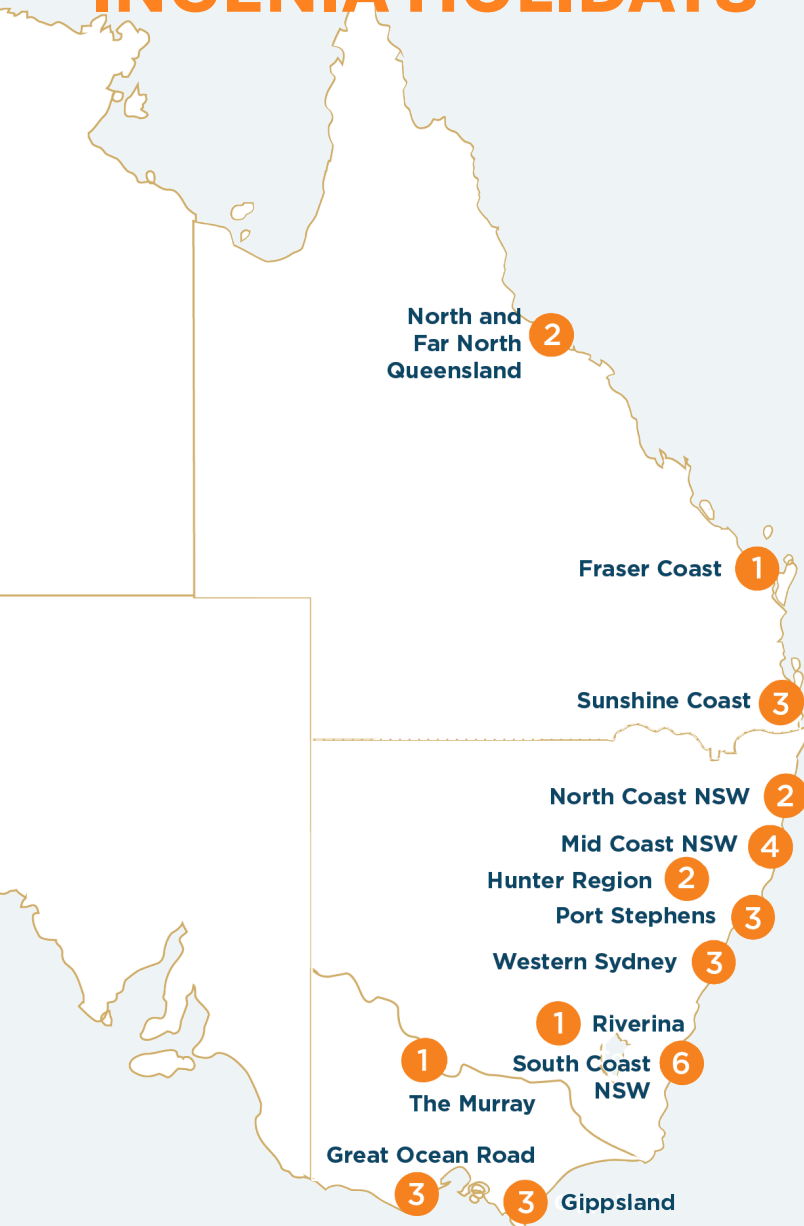 INGENIA HOLIDAYS
North and
Far North
Queensland
2
Fraser Coast
1
Sunshine Coast
3
North Coast NSW
2
Mid Coast NSW
4
Hunter Region
2
Port Stephens
3
Western Sydney
3
1
Riverina
South Coast
NSW
6
1
The Murray
Great Ocean Road
3
3
Gippsland